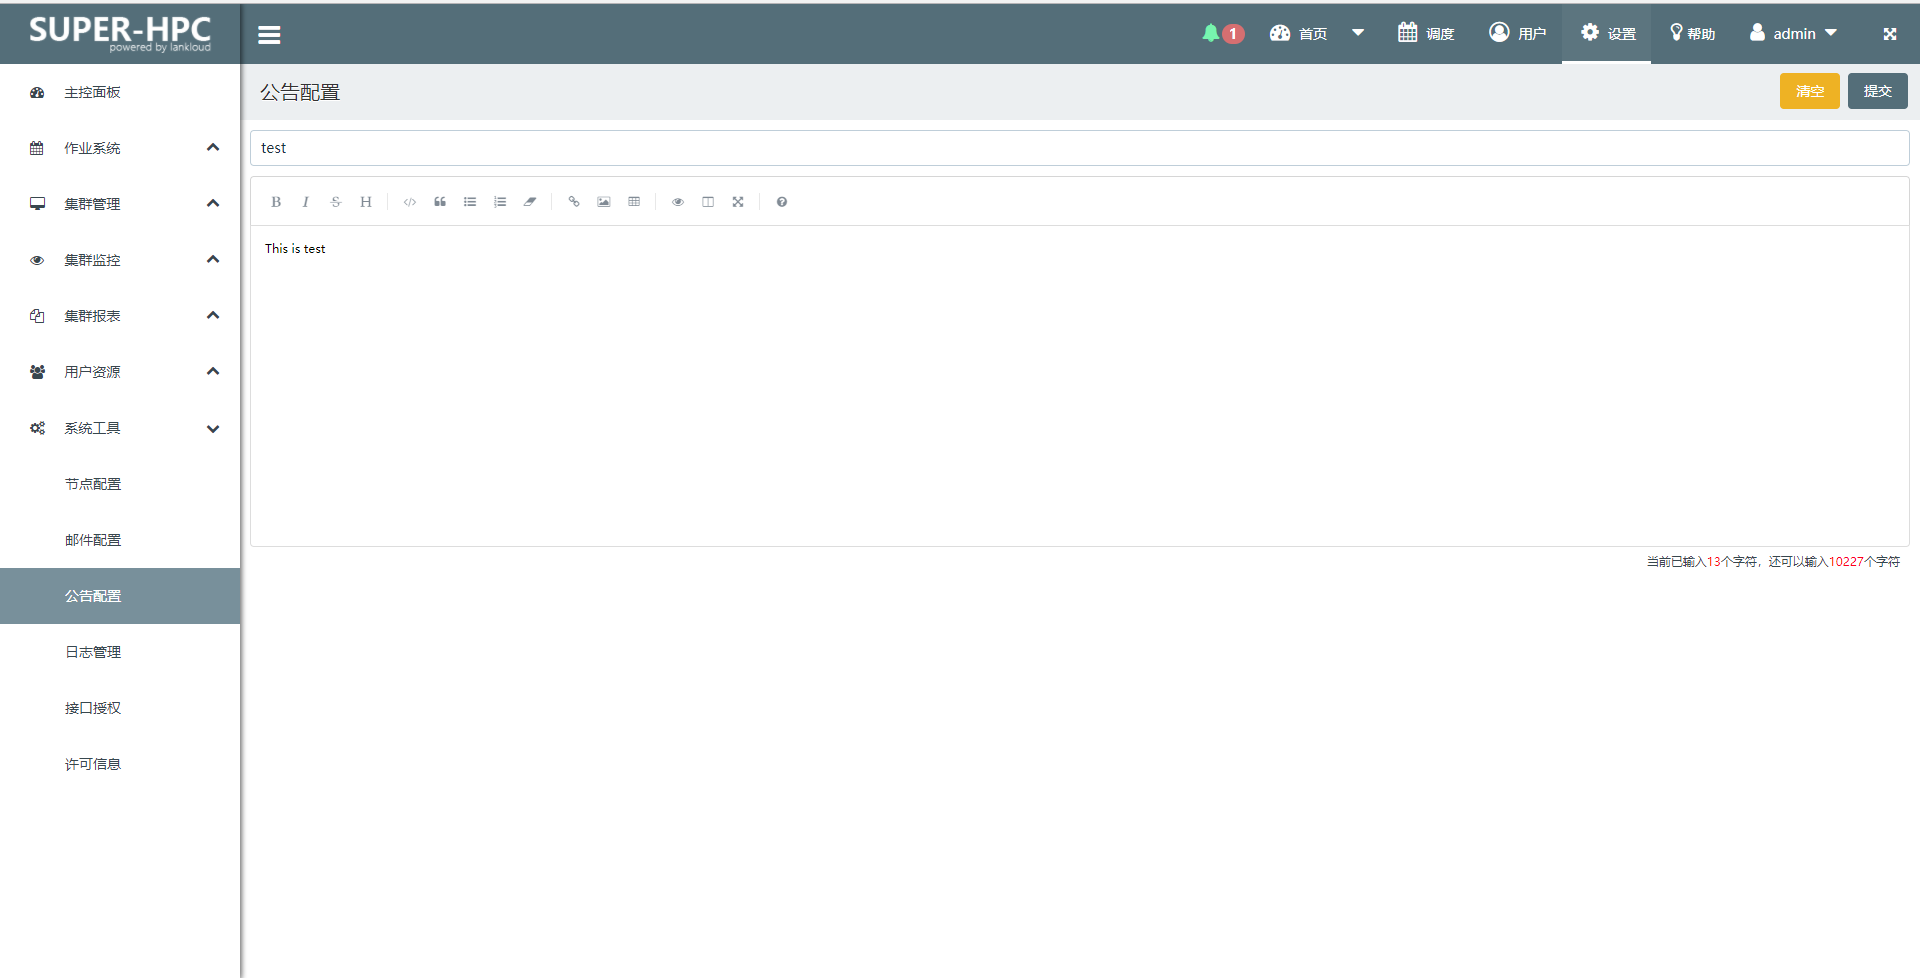 SUPER-HPC
powered by lankloud
1
首页
调度
用户
设置
帮助
admin
主控面板
作业系统
集群管理
集群监控
集群报表
用户资源
系统工具
节点配置
邮件配置
公告配置
日志管理
接口授权
许可信息
公告配置
清空
提交
test
B I S H
This is test
当前已输入13个字符，还可以输入10227个字符